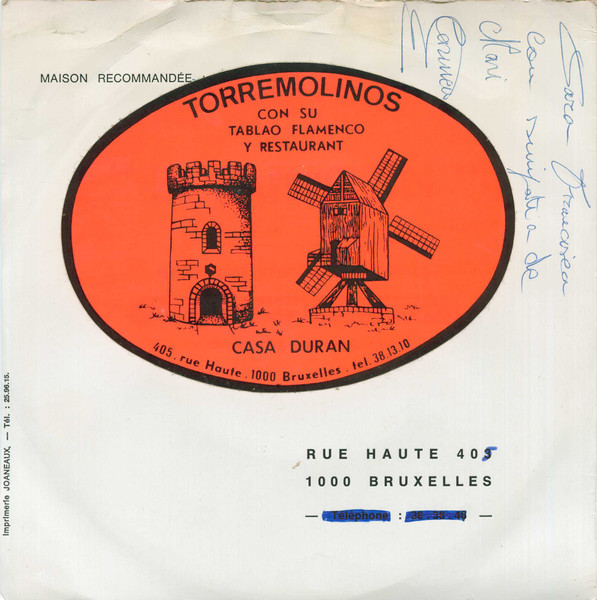 MAISON RECOMMANDÉE
TORREMOLINOS
CON SU
TABLAO FLAMENCO
Y RESTAURANT
CASA DURAN
405. rue Haute . 1000 Bruxelles . tel. 38.13.10
RUE HAUTE 405
1000 BRUXELLES
— Téléphone : 38.35.46 —
Imprimerie JOANEAUX, — Tél. : 25.96.15.
Para Francisca
con simpatia de
Mari
Carmen